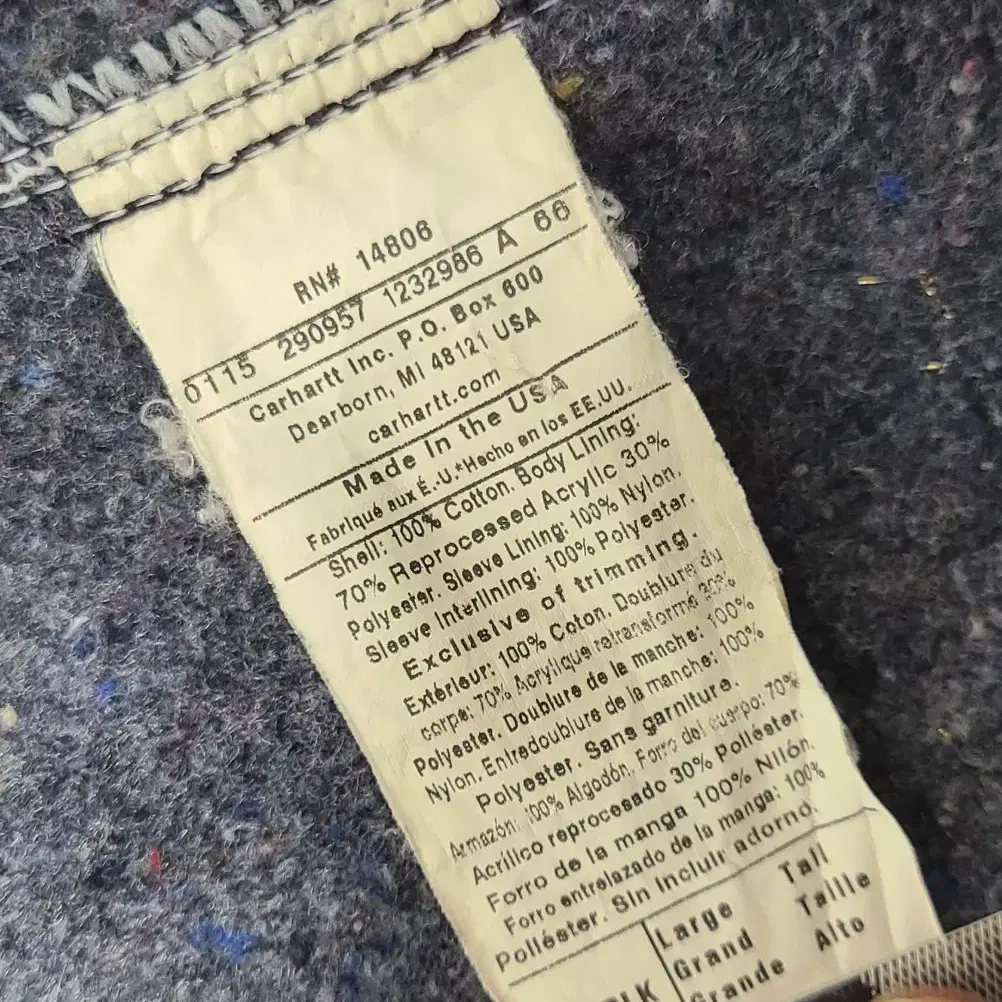 RN# 14806
0115 290957 1232986 A 66
Carhartt Inc. P.O. Box 600
Dearborn, MI 48121 USA
carhartt.com
Made in the USA
Fabriqué aux É.-U.*Hecho en los EE.UU.
Shell: 100% Cotton. Body Lining:
70% Reprocessed Acrylic 30%
Polyester. Sleeve Lining: 100% Nylon.
Sleeve Interlining: 100% Polyester.
Exclusive of trimming.
Extérieur: 100% Coton. Doublure du
corps: 70% Acrylique retransformé 30%
Polyester. Doublure de la manche: 100%
Nylon. Entredoublure de la manche: 100%
Polyester. Sans garniture.
Armazón: 100% Algodón. Forro del cuerpo: 70%
Acrílico reprocesado 30% Poliéster.
Forro de la manga 100% Nilón.
Forro entrelazado de la manga: 100%
Poliéster. Sin incluir adorno.
Large Tall
Grand Taille
Grande Alto
BLK